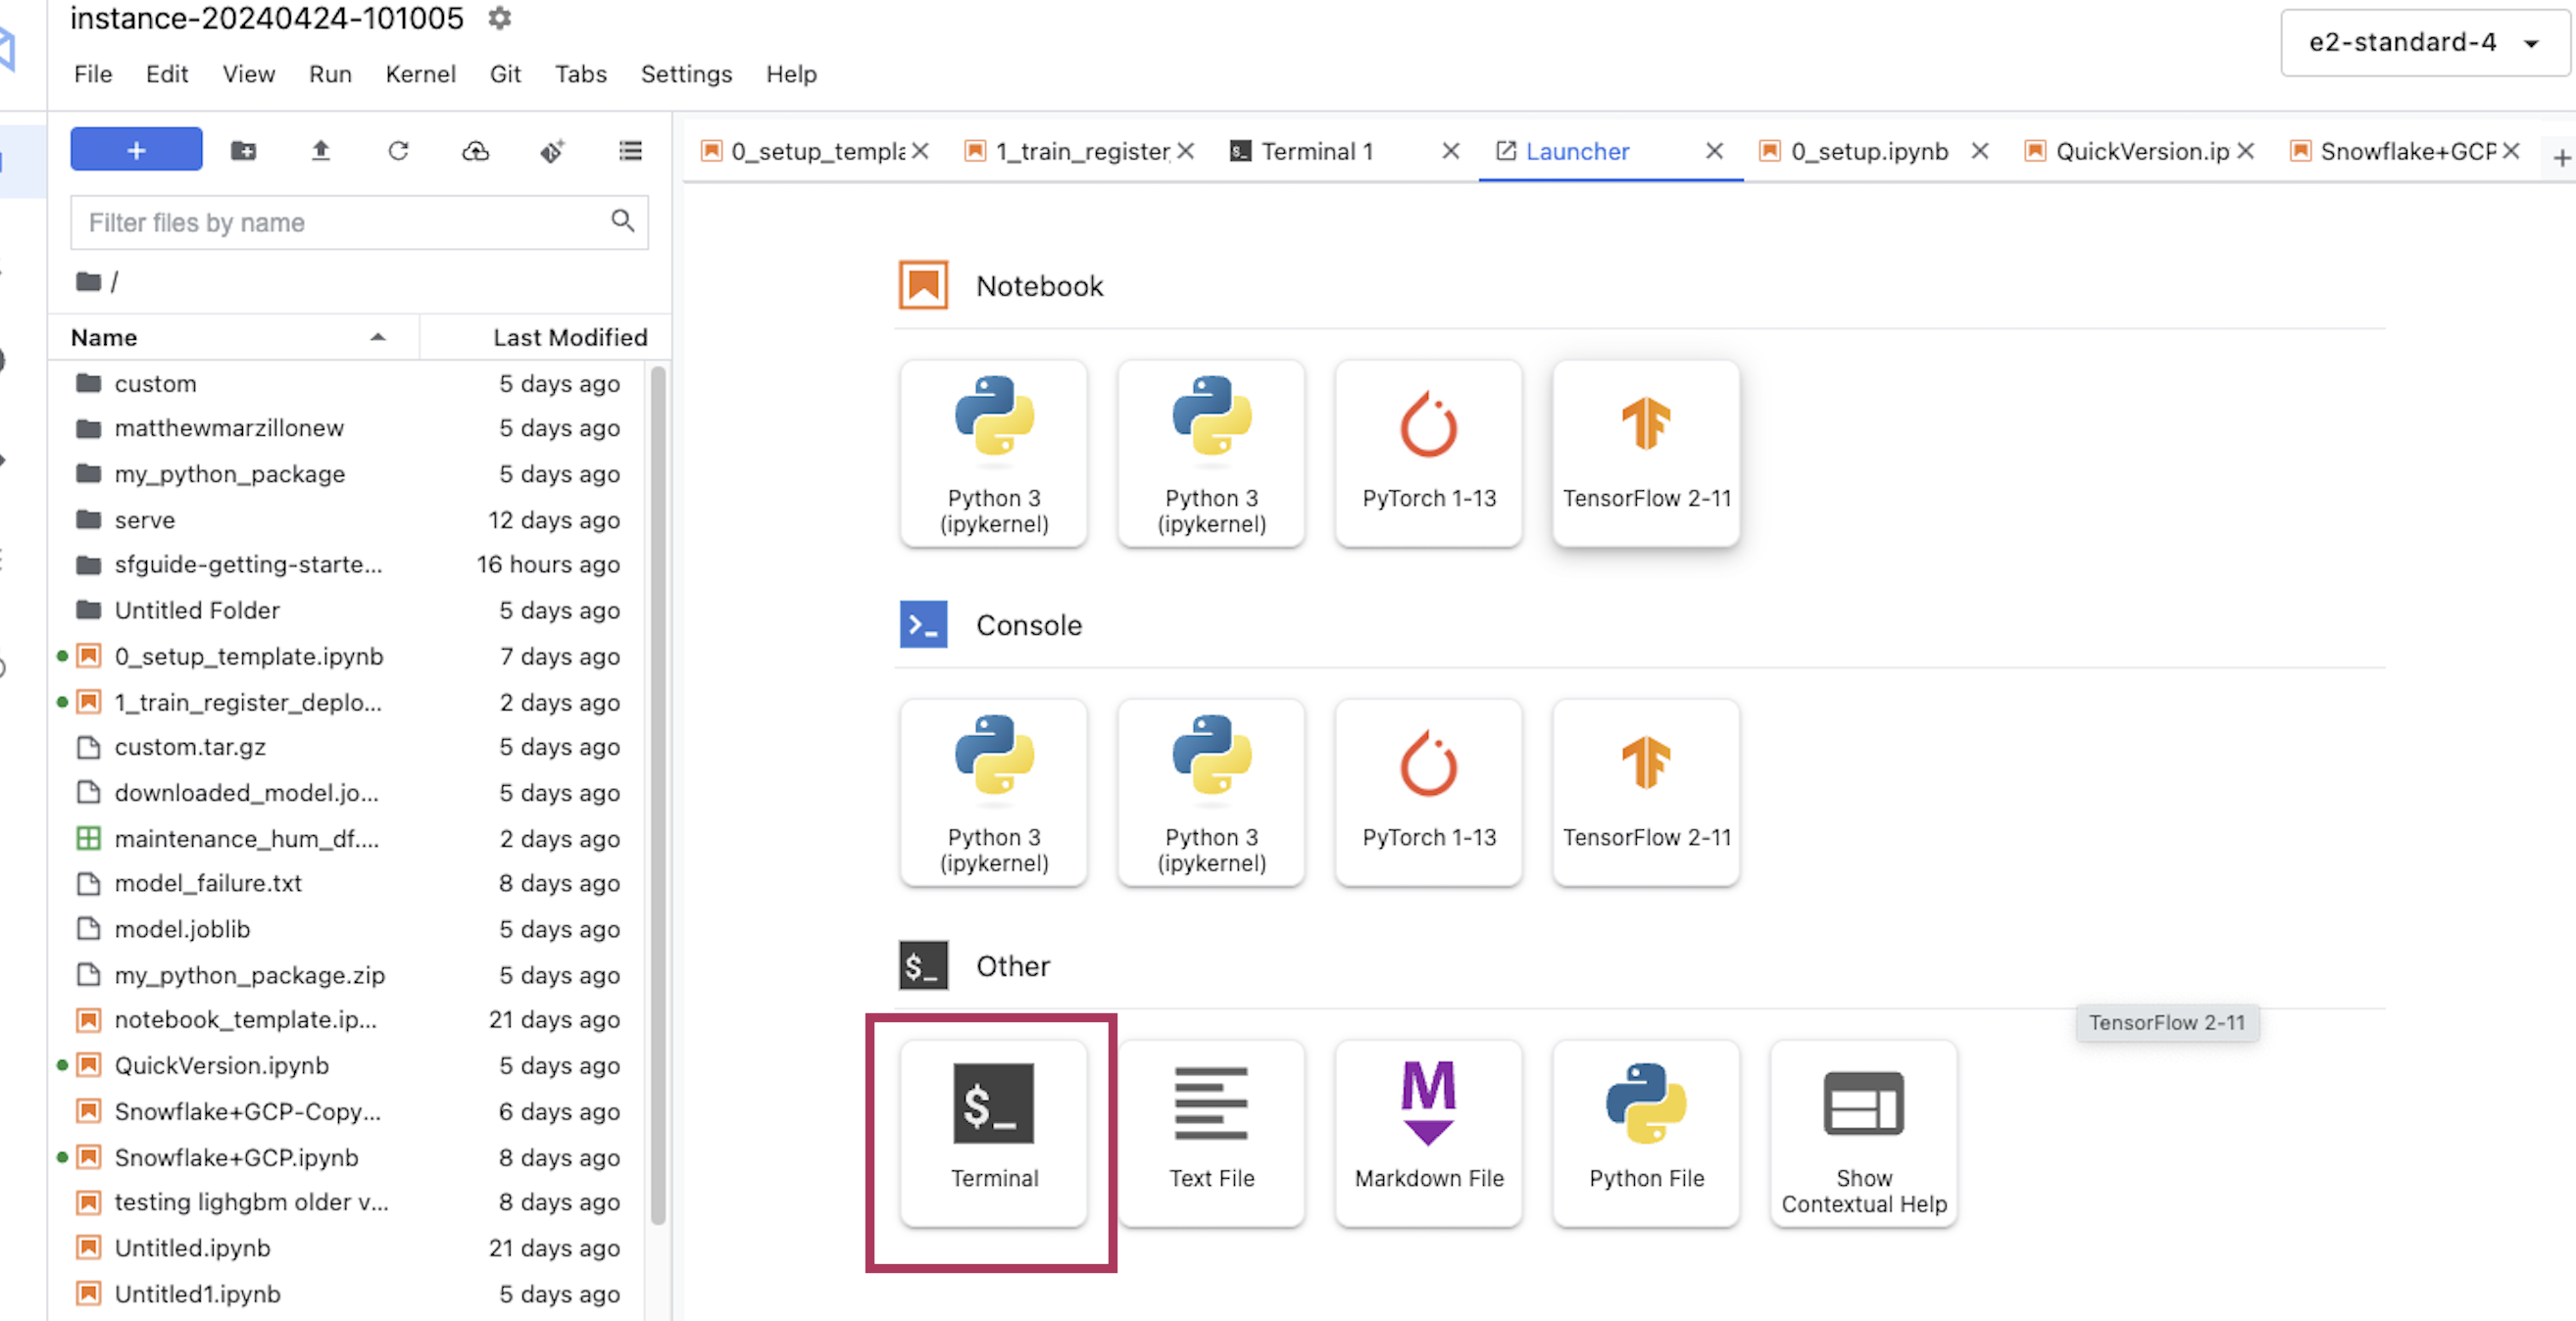 instance-20240424-101005
e2-standard-4
File Edit View Run Kernel Git Tabs Settings Help
+
0_setup_templa 1_train_register Terminal 1 Launcher 0_setup.ipynb QuickVersion.ip Snowflake+GCP +
Filter files by name
/
Name Last Modified
custom 5 days ago
matthewmarzillonew 5 days ago
my_python_package 5 days ago
serve 12 days ago
sfguide-getting-starte... 16 hours ago
Untitled Folder 5 days ago
0_setup_template.ipynb 7 days ago
1_train_register_deplo... 2 days ago
custom.tar.gz 5 days ago
downloaded_model.jo... 5 days ago
maintenance_hum_df.... 2 days ago
model_failure.txt 8 days ago
model.joblib 5 days ago
my_python_package.zip 5 days ago
notebook_template.ip... 21 days ago
QuickVersion.ipynb 5 days ago
Snowflake+GCP-Copy... 6 days ago
Snowflake+GCP.ipynb 8 days ago
testing lighgbm older v... 8 days ago
Untitled.ipynb 21 days ago
Untitled1.ipynb 5 days ago
Notebook
Python 3 (ipykernel)
Python 3 (ipykernel)
PyTorch 1-13
TensorFlow 2-11
>_ Console
Python 3 (ipykernel)
Python 3 (ipykernel)
PyTorch 1-13
TensorFlow 2-11
$_ Other
TensorFlow 2-11
$_
Terminal
Text File
M
Markdown File
Python File
Show
Contextual Help